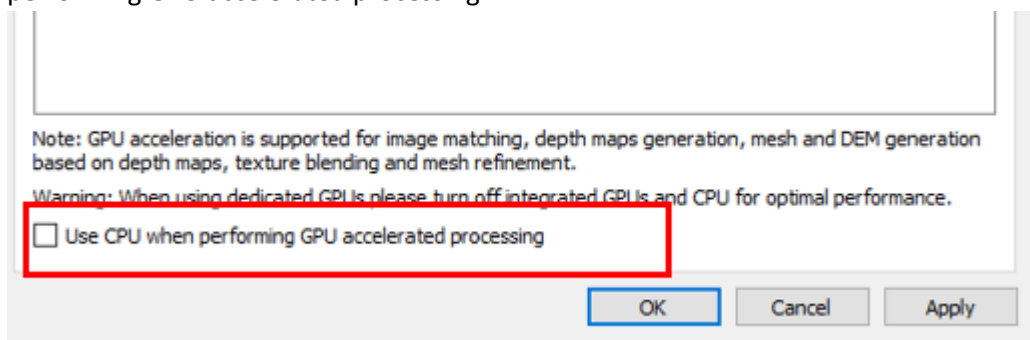 Note: GPU acceleration is supported for image matching, depth maps generation, mesh and DEM generation
based on depth maps, texture blending and mesh refinement.
Warning: When using dedicated GPUs please turn off integrated GPUs and CPU for optimal performance.
Use CPU when performing GPU accelerated processing
OK Cancel Apply